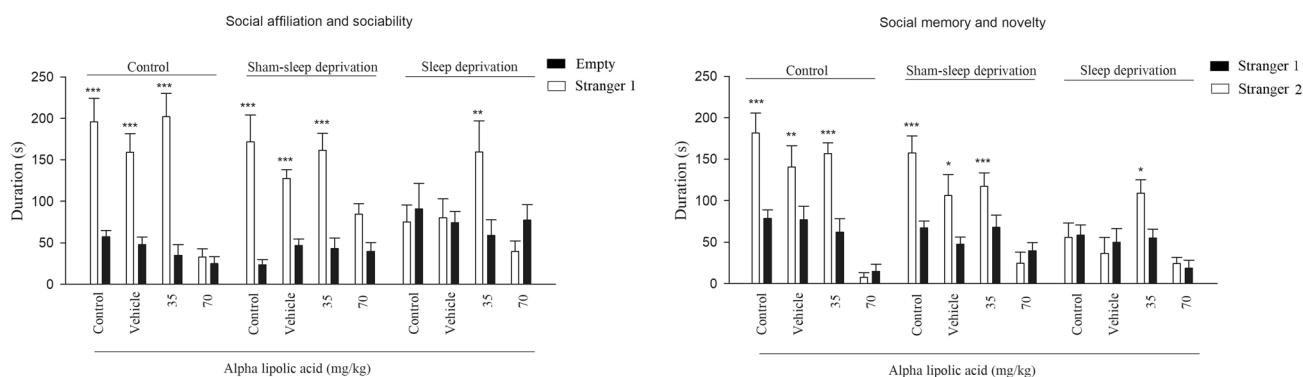 Social affiliation and sociability
Empty
Stranger 1
Control
Sham-sleep deprivation
Sleep deprivation
Duration (s)
250
200
150
100
50
0
***
***
***
***
***
***
**
Control
Vehicle
35
70
Control
Vehicle
35
70
Control
Vehicle
35
70
Alpha lipolic acid (mg/kg)
Social memory and novelty
Stranger 1
Stranger 2
Control
Sham-sleep deprivation
Sleep deprivation
Duration (s)
250
200
150
100
50
0
***
**
***
***
*
***
*
Control
Vehicle
35
70
Control
Vehicle
35
70
Control
Vehicle
35
70
Alpha lipolic acid (mg/kg)